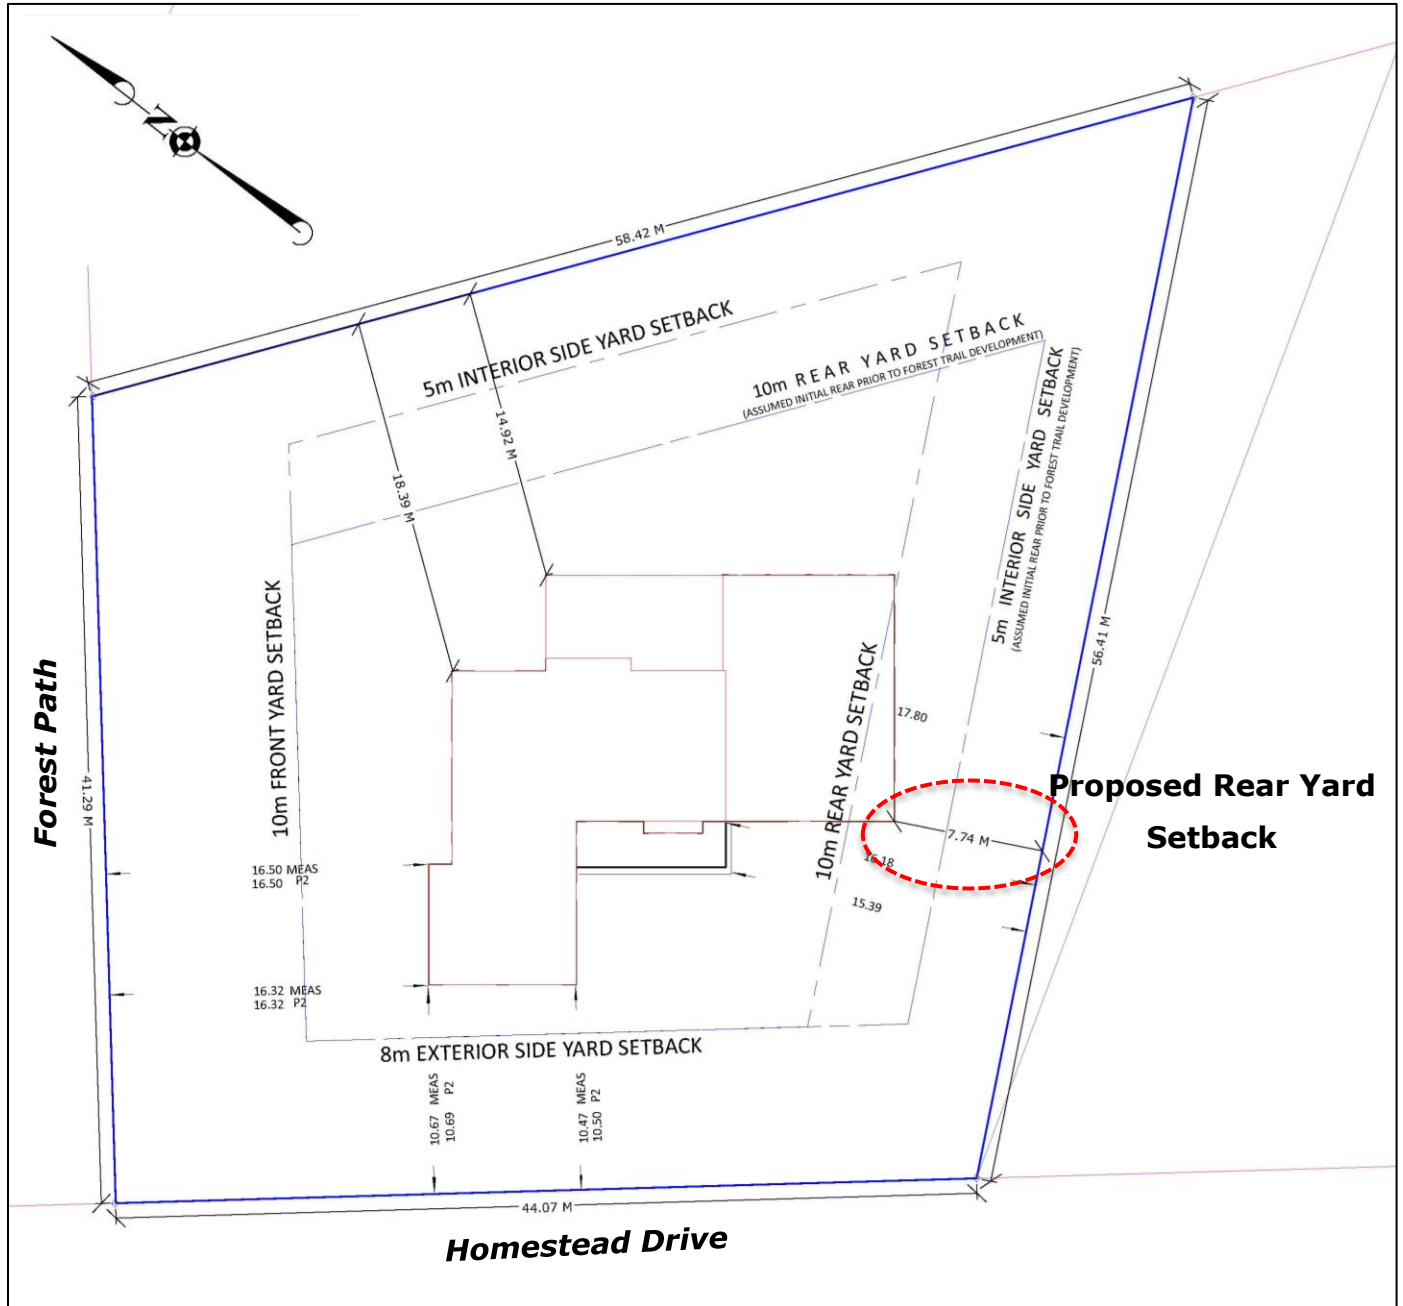 N
58.42 M
5m INTERIOR SIDE YARD SETBACK
10m REAR YARD SETBACK
(ASSUMED INITIAL REAR PRIOR TO FOREST TRAIL DEVELOPMENT)
5m INTERIOR SIDE YARD SETBACK
(ASSUMED INITIAL REAR PRIOR TO FOREST TRAIL DEVELOPMENT)
14.92 M
18.39 M
10m FRONT YARD SETBACK
Forest Path
41.29 M
56.41 M
10m REAR YARD SETBACK
17.80
Proposed Rear Yard
Setback
7.74 M
16.18
15.39
16.50 MEAS
16.50 P2
16.32 MEAS
16.32 P2
8m EXTERIOR SIDE YARD SETBACK
10.67 MEAS
10.69 P2
10.47 MEAS
10.50 P2
44.07 M
Homestead Drive